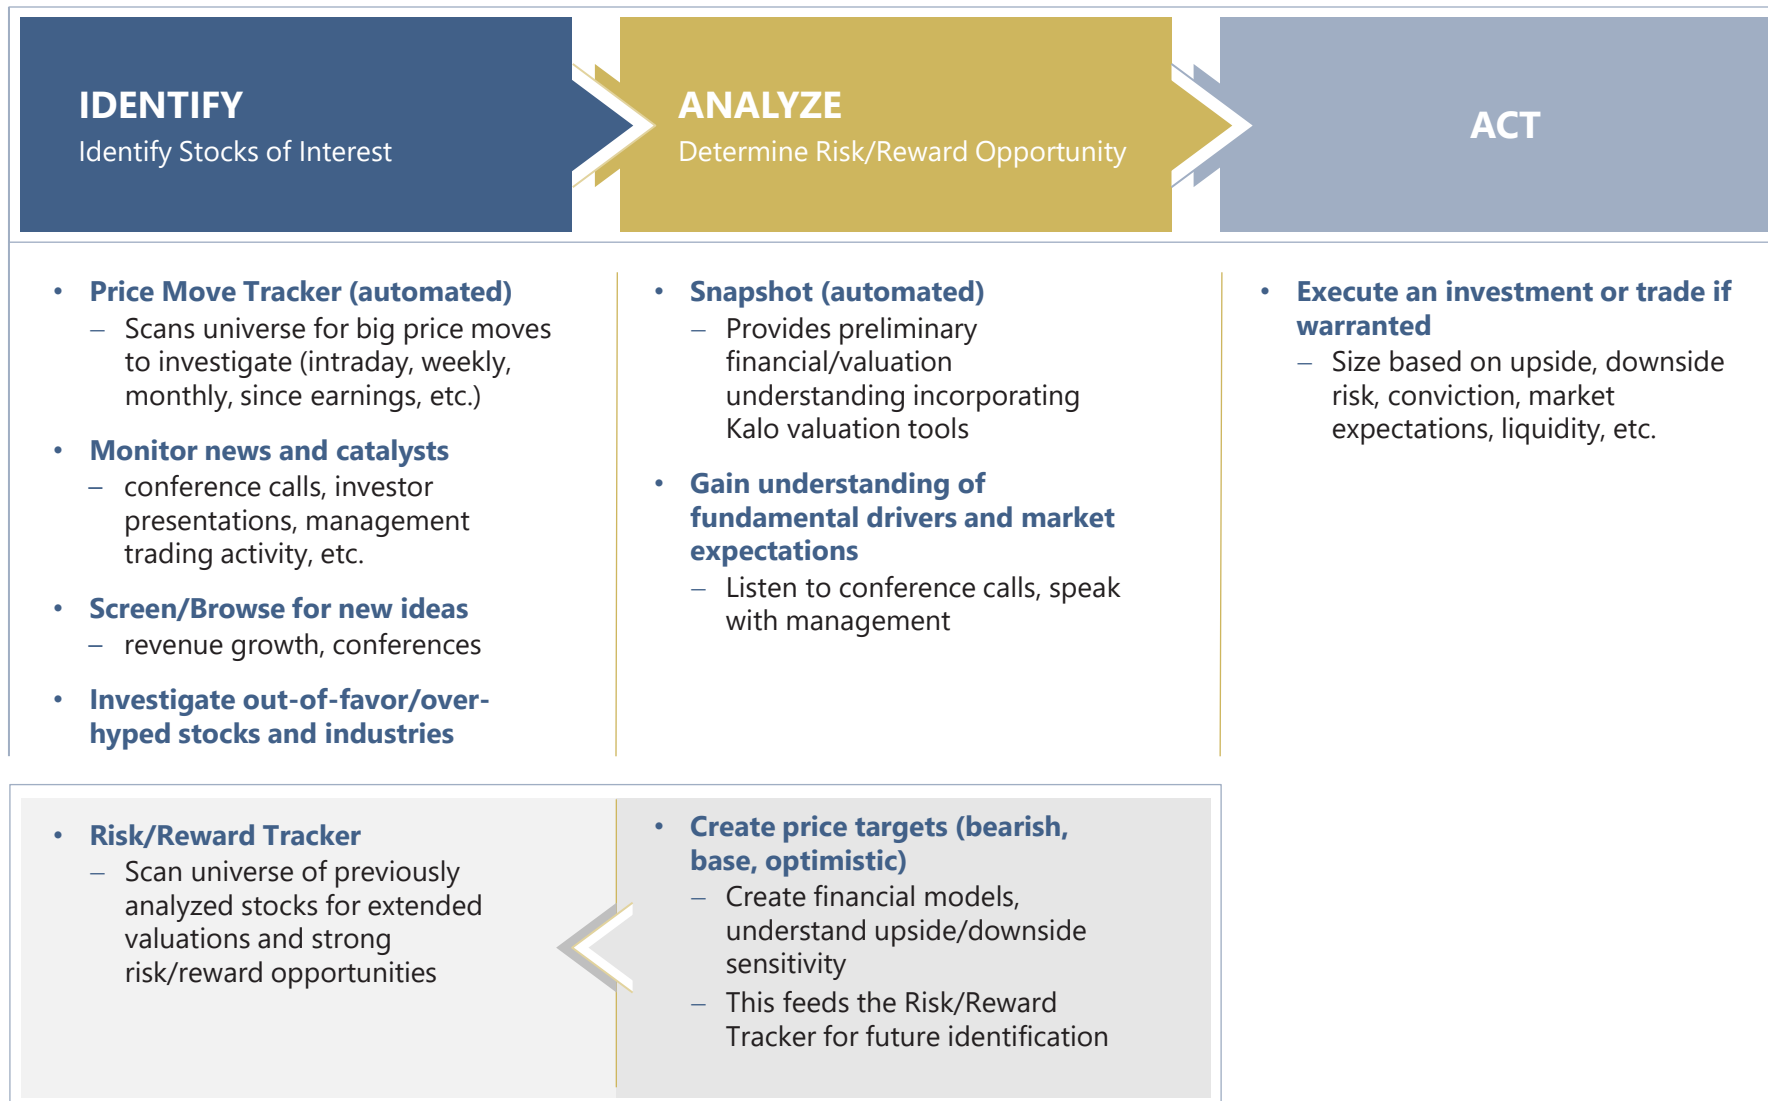 IDENTIFY
Identify Stocks of Interest
ANALYZE
Determine Risk/Reward Opportunity
ACT
• Price Move Tracker (automated)
– Scans universe for big price moves
to investigate (intraday, weekly,
monthly, since earnings, etc.)
• Monitor news and catalysts
– conference calls, investor
presentations, management
trading activity, etc.
• Screen/Browse for new ideas
– revenue growth, conferences
• Investigate out-of-favor/over-
hyped stocks and industries
• Snapshot (automated)
– Provides preliminary
financial/valuation
understanding incorporating
Kalo valuation tools
• Gain understanding of
fundamental drivers and market
expectations
– Listen to conference calls, speak
with management
• Execute an investment or trade if
warranted
– Size based on upside, downside
risk, conviction, market
expectations, liquidity, etc.
• Risk/Reward Tracker
– Scan universe of previously
analyzed stocks for extended
valuations and strong
risk/reward opportunities
• Create price targets (bearish,
base, optimistic)
– Create financial models,
understand upside/downside
sensitivity
– This feeds the Risk/Reward
Tracker for future identification